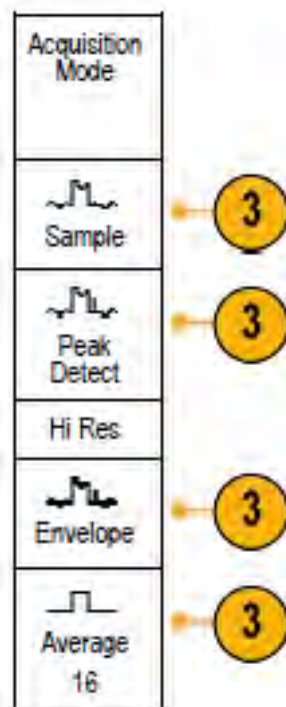 Acquisition
Mode
Sample
3
Peak
Detect
3
Hi Res
Envelope
3
Average
16
3